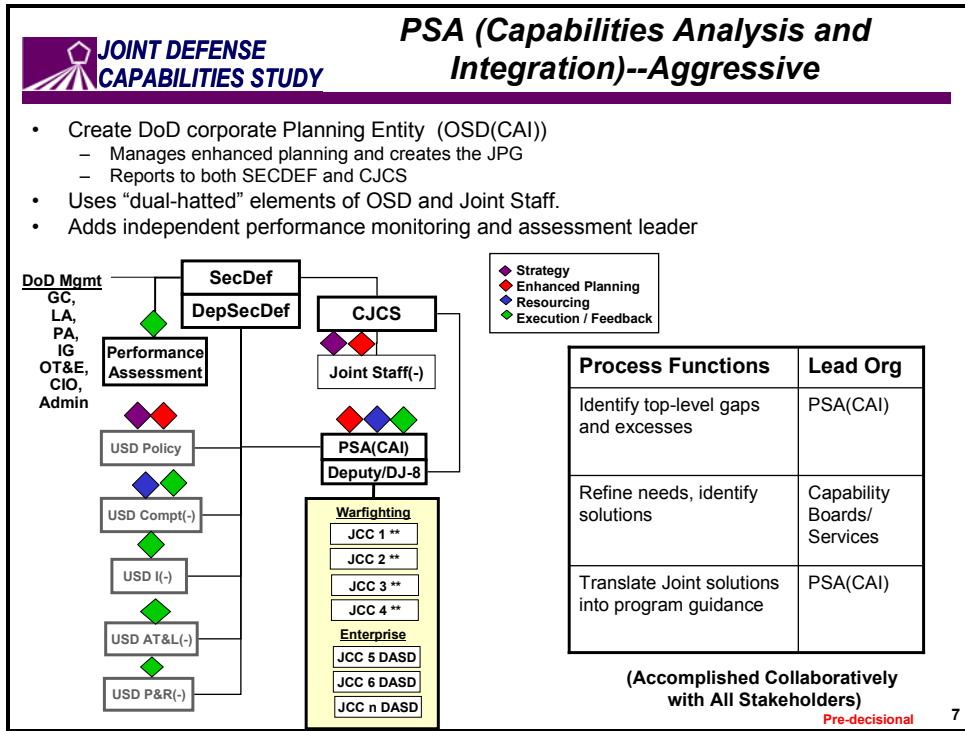 JOINT DEFENSE
CAPABILITIES STUDY
PSA (Capabilities Analysis and
Integration)--Aggressive
• Create DoD corporate Planning Entity (OSD(CAI))
– Manages enhanced planning and creates the JPG
– Reports to both SECDEF and CJCS
• Uses “dual-hatted” elements of OSD and Joint Staff.
• Adds independent performance monitoring and assessment leader
DoD Mgmt
GC,
LA,
PA,
IG
OT&E,
CIO,
Admin
SecDef
DepSecDef
CJCS
Performance
Assessment
Joint Staff(-)
USD Policy
USD Compt(-)
USD I(-)
USD AT&L(-)
USD P&R(-)
PSA(CAI)
Deputy/DJ-8
Warfighting
JCC 1 **
JCC 2 **
JCC 3 **
JCC 4 **
Enterprise
JCC 5 DASD
JCC 6 DASD
JCC n DASD
Strategy
Enhanced Planning
Resourcing
Execution / Feedback
Process Functions
Lead Org
Identify top-level gaps
and excesses
PSA(CAI)
Refine needs, identify
solutions
Capability
Boards/
Services
Translate Joint solutions
into program guidance
PSA(CAI)
(Accomplished Collaboratively
with All Stakeholders)
Pre-decisional
7